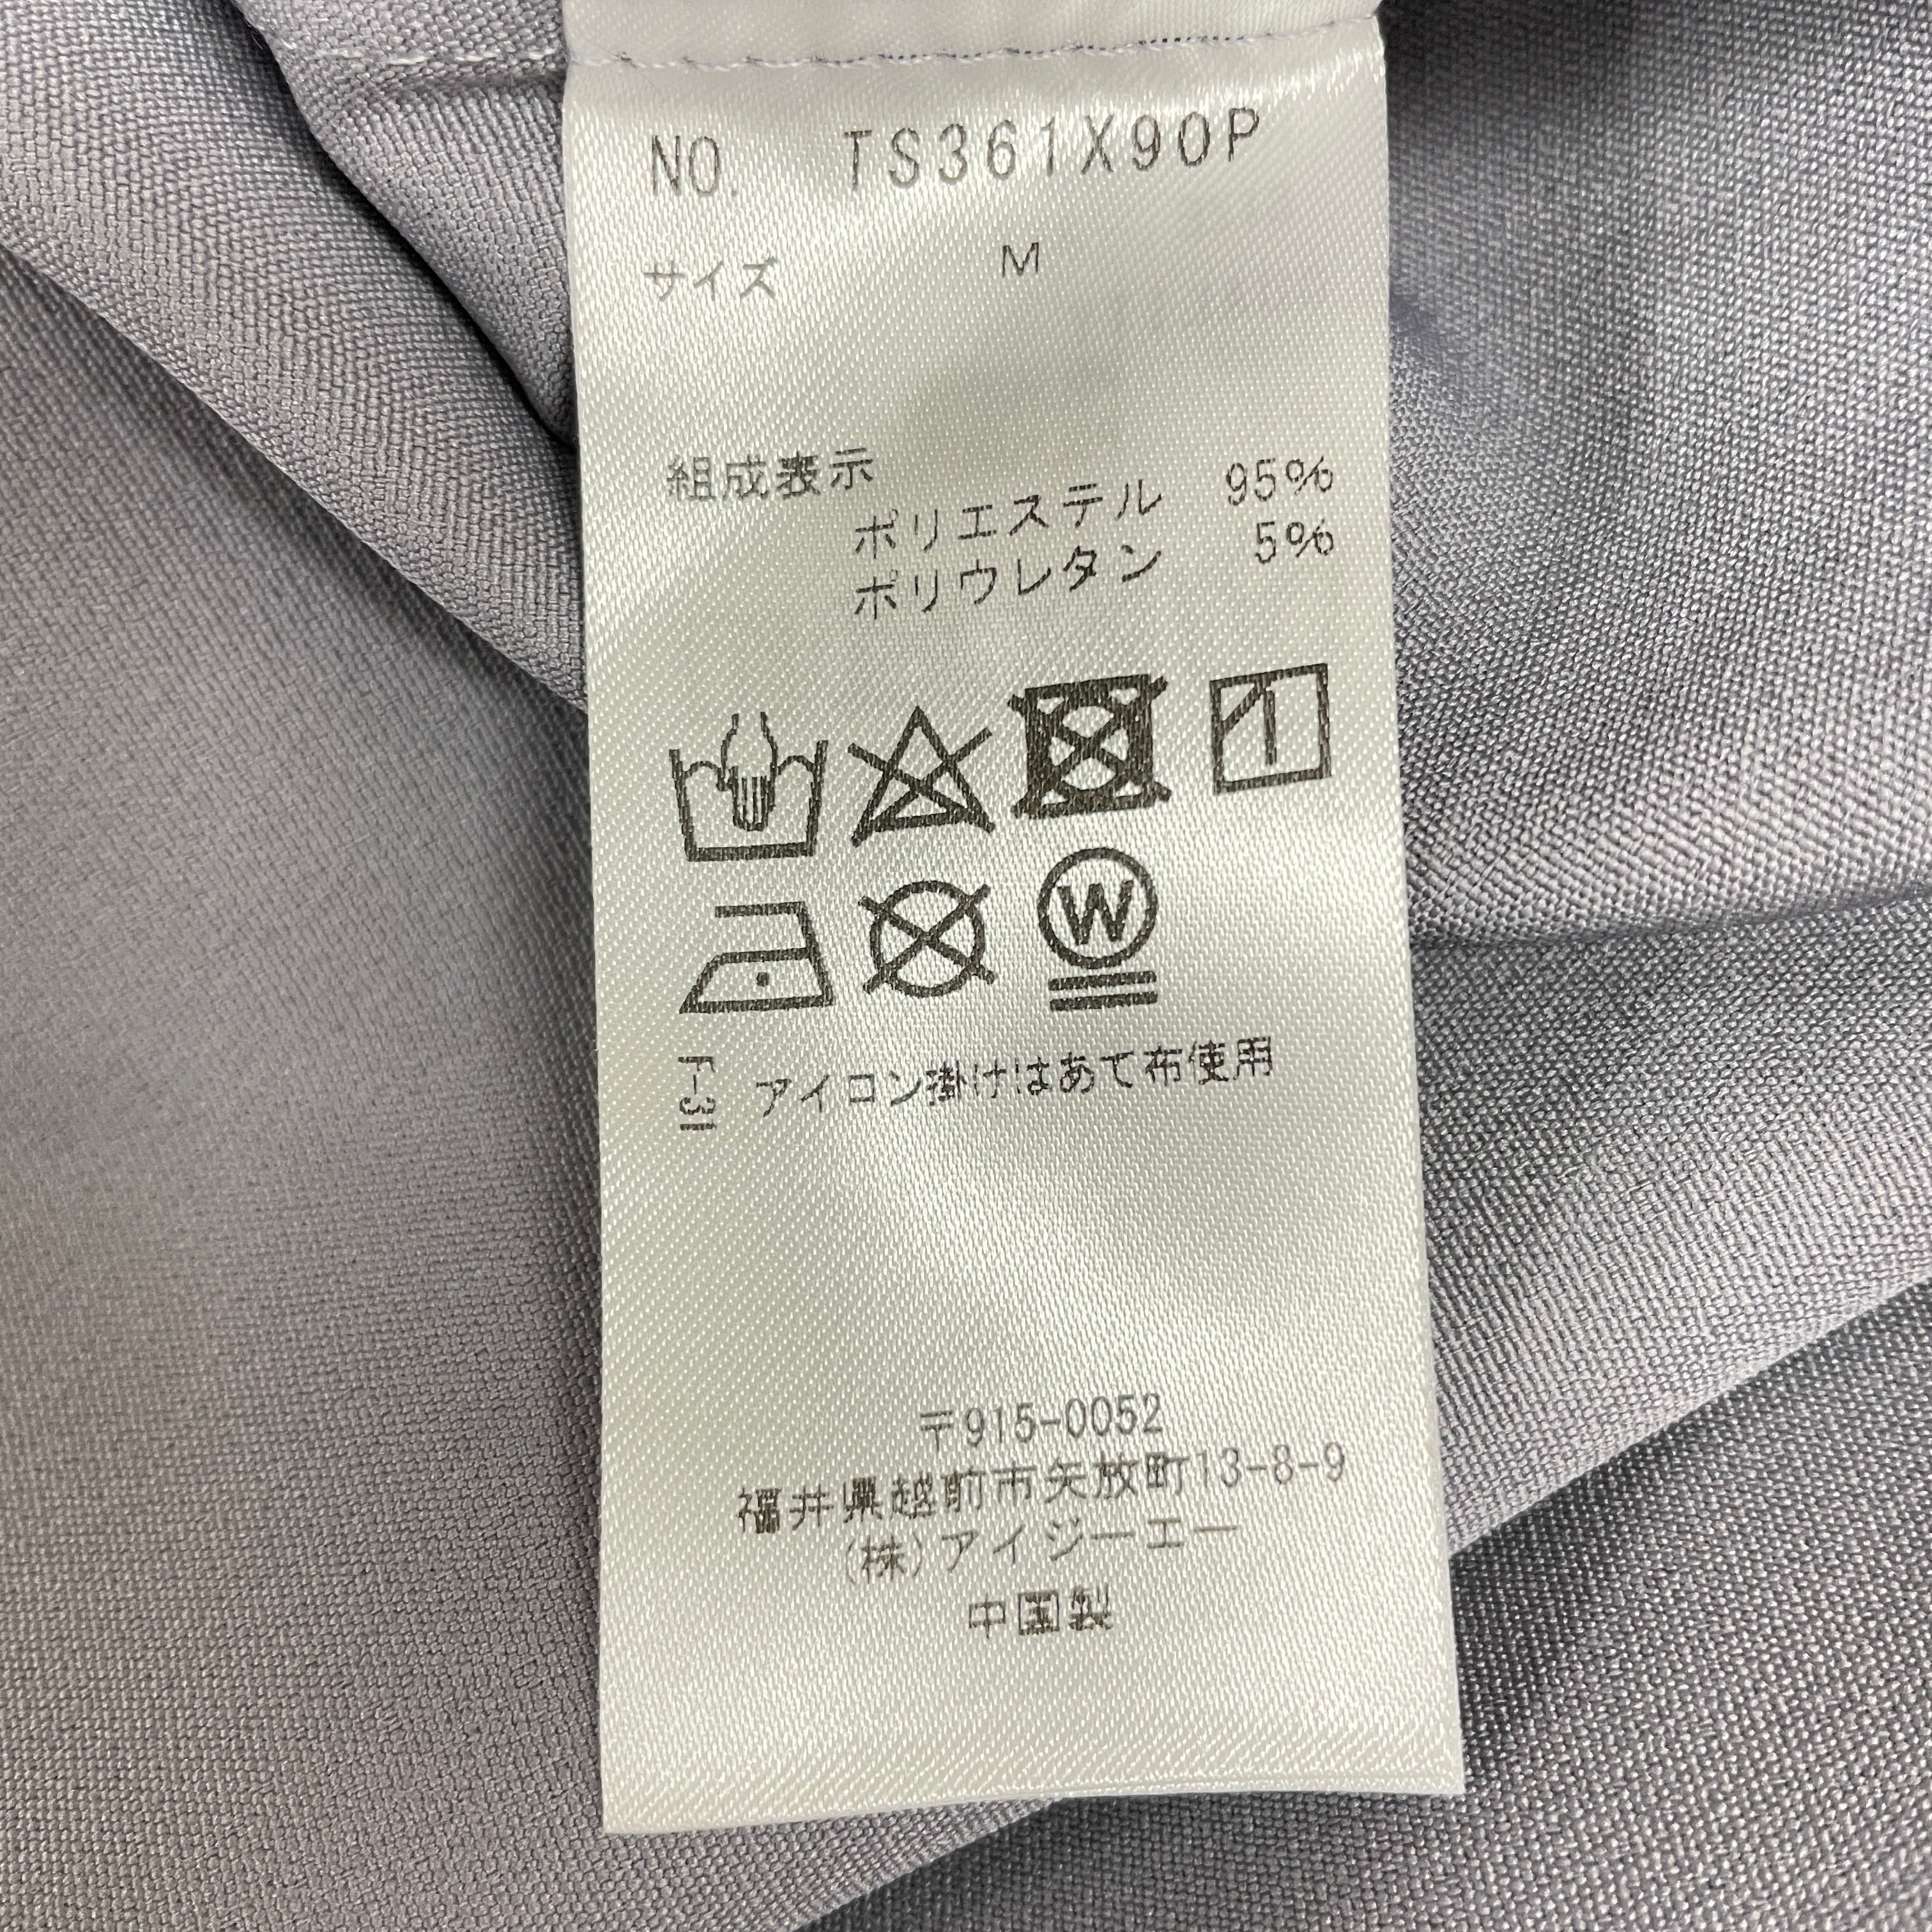 NO. TS361X90P
サイズ M
組成表示
ポリエステル 95%
ポリウレタン 5%
W
F-31 アイロン掛けはあて布使用
〒915-0052
福井県越前市矢放町13-8-9
(株)アイジーエー
中国製